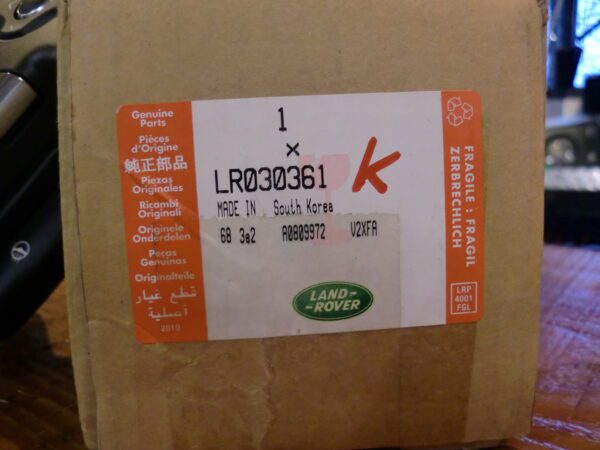 Genuine
Parts
Pièces
d'Origine
純正部品
Piezas
Originales
Ricambi
Originali
Originele
Onderdelen
Peças
Genuínas
Originalteile
قطع غيار
أصلية
2010
1
×
LR030361
K
MADE IN South Korea
68 3a2 A0809972 V2XFA
LAND-
-ROVER
FRAGILE : FRAGIL
ZERBRECHLICH
LRP
4001
FGL